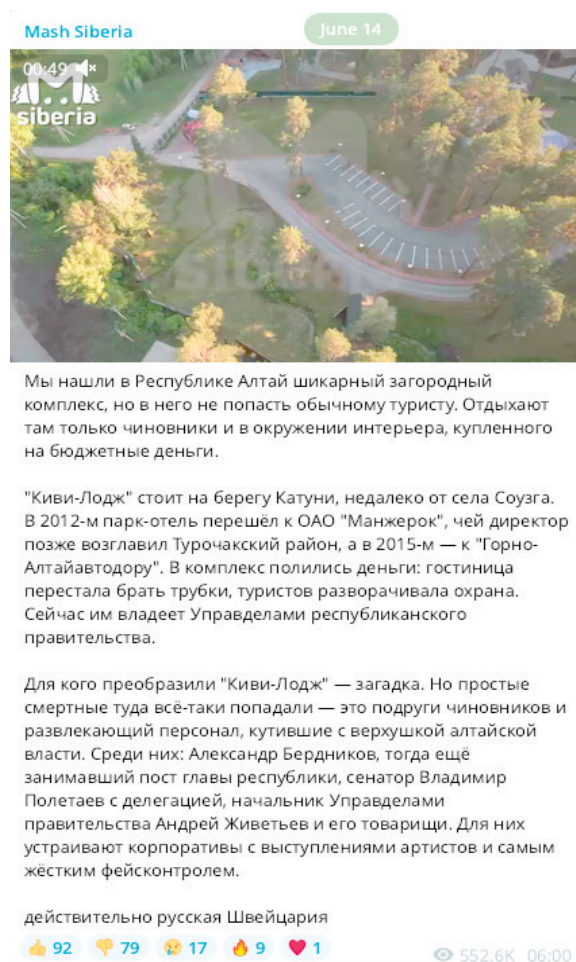 Mash Siberia
June 14
00:49
siberia
siberia
Мы нашли в Республике Алтай шикарный загородный
комплекс, но в него не попасть обычному туристу. Отдыхают
там только чиновники и в окружении интерьера, купленного
на бюджетные деньги.
"Киви-Лодж" стоит на берегу Катуни, недалеко от села Соузга.
В 2012-м парк-отель перешёл к ОАО "Манжерок", чей директор
позже возглавил Турочакский район, а в 2015-м — к "Горно-
Алтайавтодору". В комплекс полились деньги: гостиница
перестала брать трубки, туристов разворачивала охрана.
Сейчас им владеет Управделами республиканского
правительства.
Для кого преобразили "Киви-Лодж" — загадка. Но простые
смертные туда всё-таки попадали — это подруги чиновников и
развлекающий персонал, кутившие с верхушкой алтайской
власти. Среди них: Александр Бердников, тогда ещё
занимавший пост главы республики, сенатор Владимир
Полетаев с делегацией, начальник Управделами
правительства Андрей Живетьев и его товарищи. Для них
устраивают корпоративы с выступлениями артистов и самым
жёстким фейсконтролем.
действительно русская Швейцария
92 79 17 9 1
552.6K 06:00